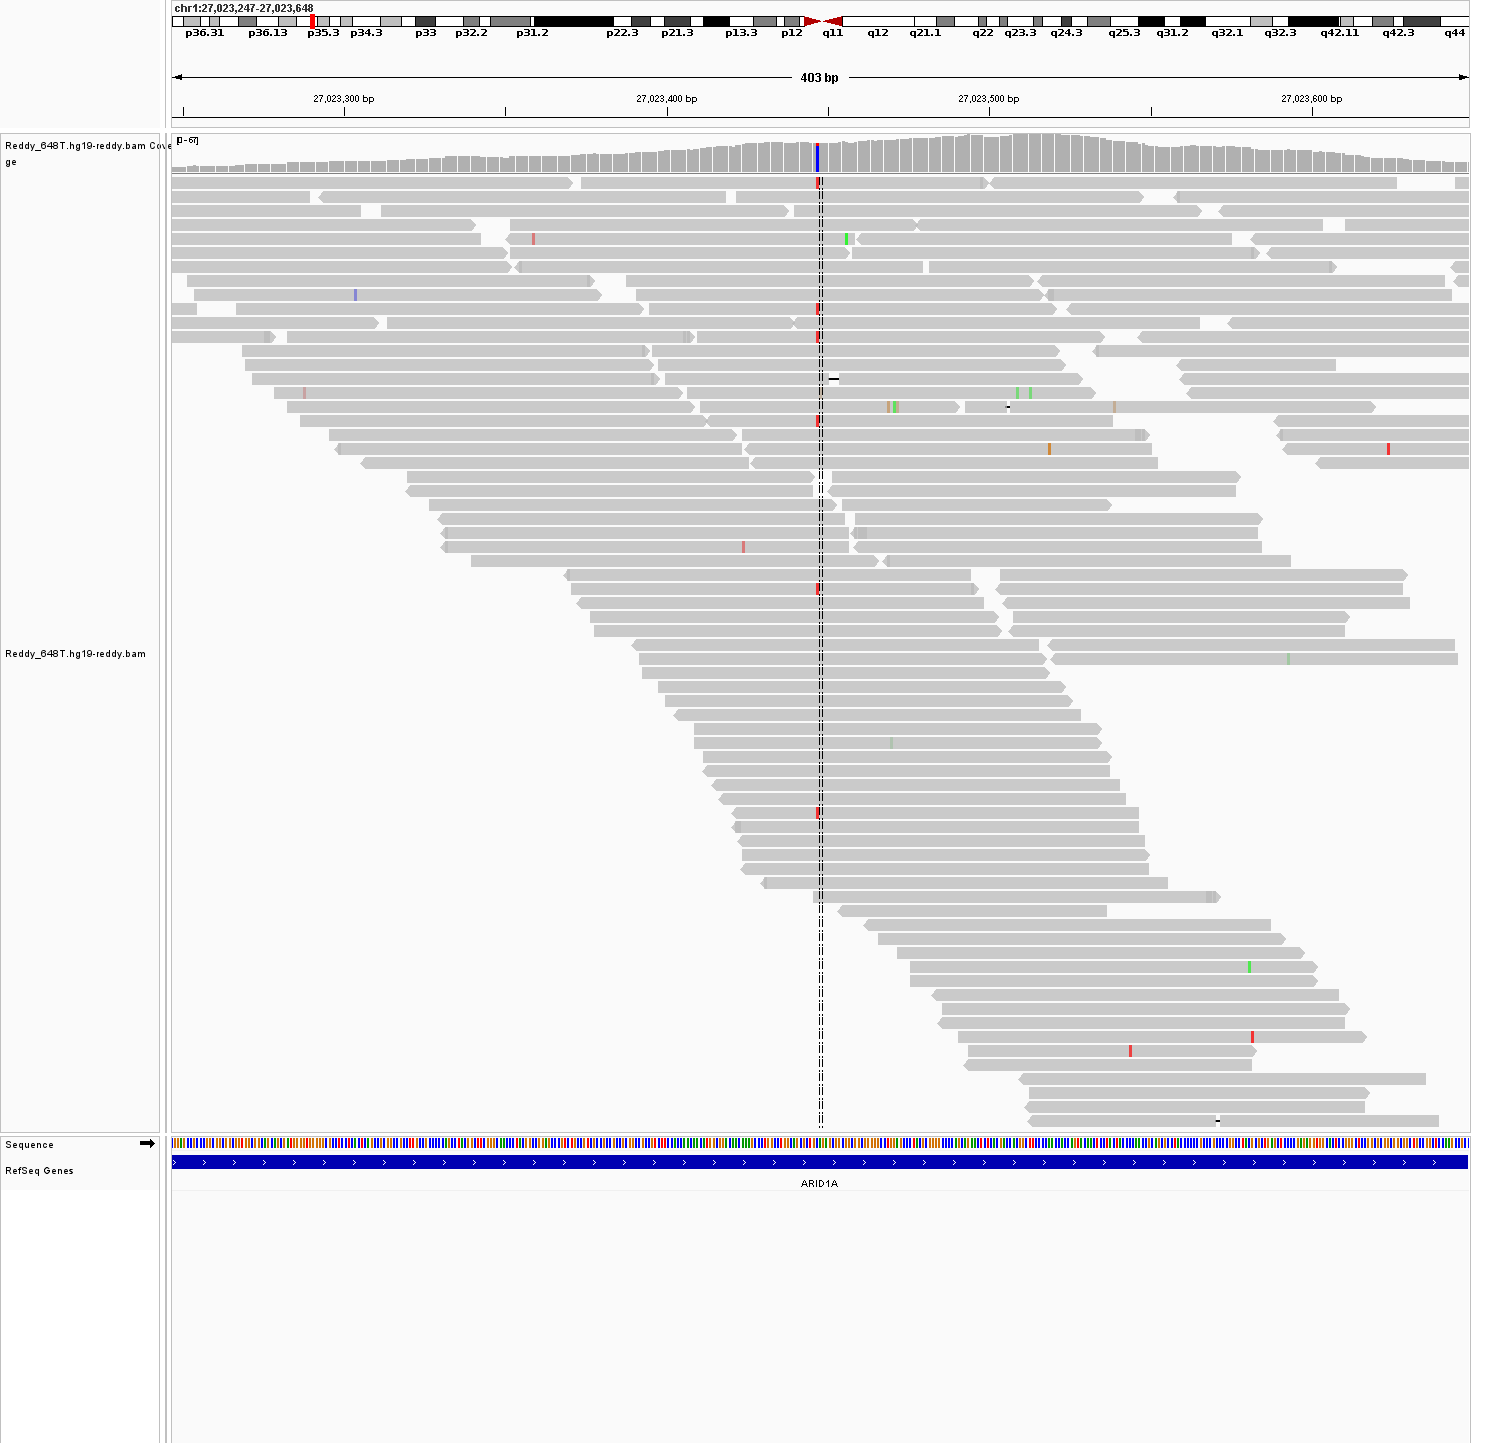 chr1:27,023,247-27,023,648
p36.31 p36.13 p35.3 p34.3 p33 p32.2 p31.2 p22.3 p21.3 p13.3 p12 q11 q12 q21.1 q22 q23.3 q24.3 q25.3 q31.2 q32.1 q32.3 q42.11 q42.3 q44
403 bp
27,023,300 bp 27,023,400 bp 27,023,500 bp 27,023,600 bp
Reddy_648T.hg19-reddy.bam Cove
ge
[0 - 67]
Reddy_648T.hg19-reddy.bam
Sequence
RefSeq Genes
ARID1A